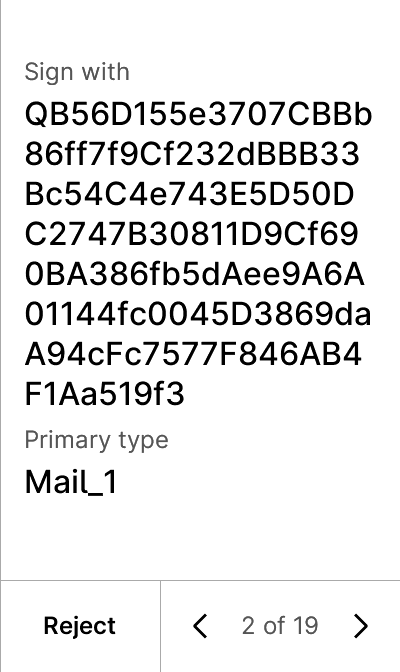 Sign with
QB56D155e3707CBBb
86ff7f9Cf232dBBB33
Bc54C4e743E5D50D
C2747B30811D9Cf69
0BA386fb5dAee9A6A
01144fc0045D3869da
A94cFc7577F846AB4
F1Aa519f3
Primary type
Mail_1
Reject
2 of 19